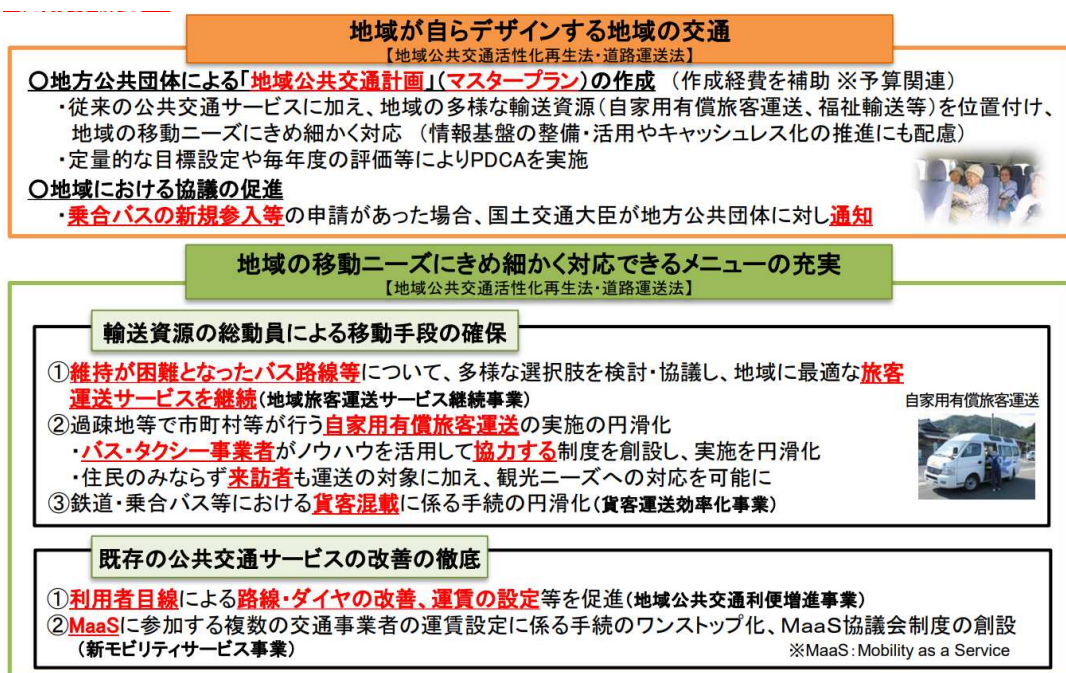 地域が自らデザインする地域の交通
【地域公共交通活性化再生法・道路運送法】
○地方公共団体による「地域公共交通計画」(マスタープラン)の作成 (作成経費を補助 ※予算関連)
・従来の公共交通サービスに加え、地域の多様な輸送資源(自家用有償旅客運送、福祉輸送等)を位置付け、
地域の移動ニーズにきめ細かく対応 (情報基盤の整備・活用やキャッシュレス化の推進にも配慮)
・定量的な目標設定や毎年度の評価等によりPDCAを実施
○地域における協議の促進
・乗合バスの新規参入等の申請があった場合、国土交通大臣が地方公共団体に対し通知
地域の移動ニーズにきめ細かく対応できるメニューの充実
【地域公共交通活性化再生法・道路運送法】
輸送資源の総動員による移動手段の確保
①維持が困難となったバス路線等について、多様な選択肢を検討・協議し、地域に最適な旅客
運送サービスを継続(地域旅客運送サービス継続事業)
自家用有償旅客運送
②過疎地等で市町村等が行う自家用有償旅客運送の実施の円滑化
・バス・タクシー事業者がノウハウを活用して協力する制度を創設し、実施を円滑化
・住民のみならず来訪者も運送の対象に加え、観光ニーズへの対応を可能に
③鉄道・乗合バス等における貨客混載に係る手続の円滑化(貨客運送効率化事業)
既存の公共交通サービスの改善の徹底
①利用者目線による路線・ダイヤの改善、運賃の設定等を促進(地域公共交通利便増進事業)
②MaaSに参加する複数の交通事業者の運賃設定に係る手続のワンストップ化、MaaS協議会制度の創設
(新モビリティサービス事業)
※MaaS:Mobility as a Service